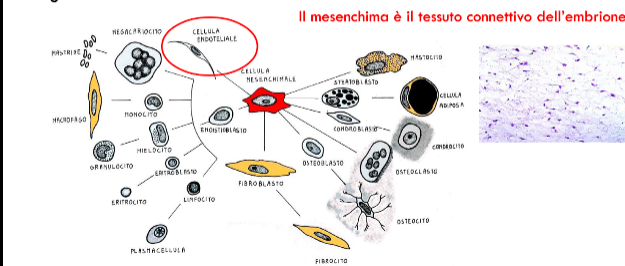 Il mesenchima è il tessuto connettivo dell'embrione
MEGACARIOCITO
CELLULA
ENDOTELIALE
PIASTRINE
MASTOCITO
CELLULA
MESENCHIMALE
STEATOBLASTO
CELLULA
ADIPOSA
MACROFAGO
MONOCITO
EMOISTIOBLASTO
CONDROBLASTO
CONDROCITO
MIELOCITO
GRANULOCITO
ERITROBLASTO
OSTEOBLASTO
OSTEOCLASTO
FIBROBLASTO
ERITROCITO
LINFOCITO
OSTEOCITO
PLASMACELLULA
FIBROCITO